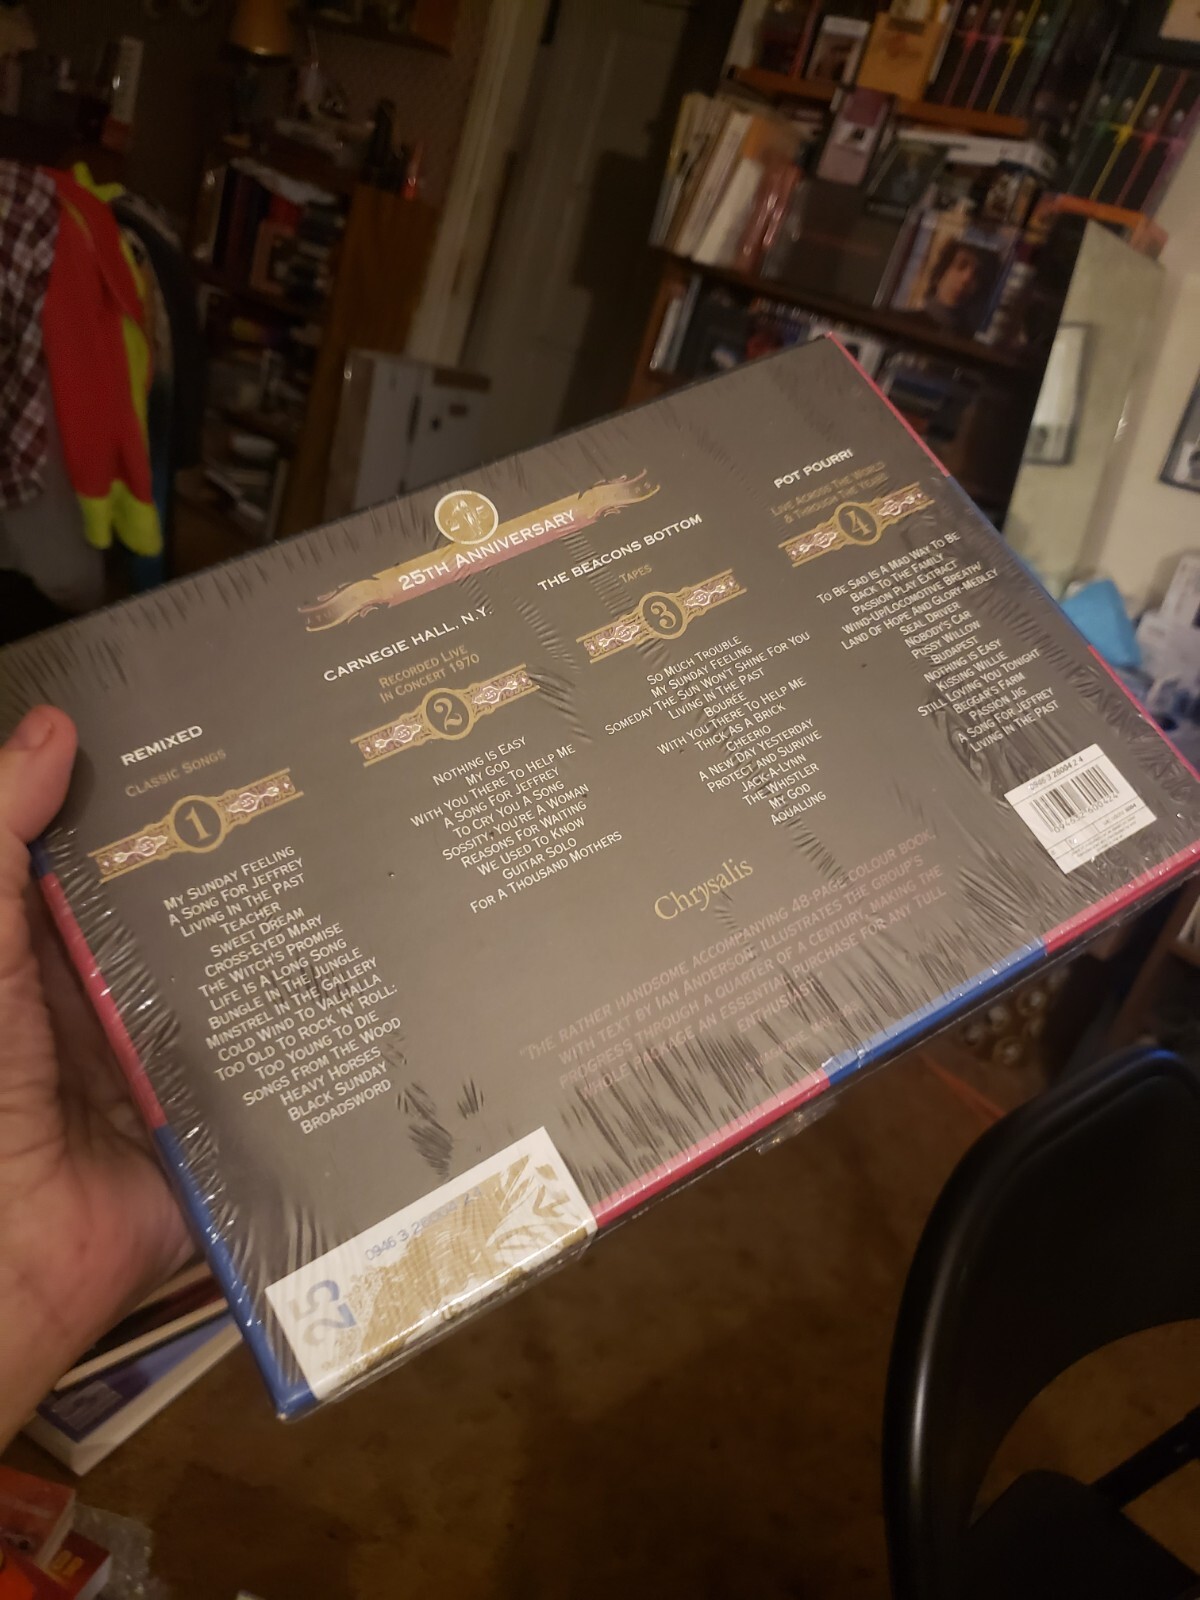 25TH ANNIVERSARY
REMIXED
CLASSIC SONGS
1
MY SUNDAY FEELING
A SONG FOR JEFFREY
LIVING IN THE PAST
TEACHER
SWEET DREAM
CROSS-EYED MARY
THE WITCH'S PROMISE
LIFE IS A LONG SONG
BUNGLE IN THE JUNGLE
MINSTREL IN THE GALLERY
COLD WIND TO VALHALLA
TOO OLD TO ROCK 'N' ROLL:
TOO YOUNG TO DIE
SONGS FROM THE WOOD
HEAVY HORSES
BLACK SUNDAY
BROADSWORD
CARNEGIE HALL, N.Y.
RECORDED LIVE
IN CONCERT 1970
2
NOTHING IS EASY
MY GOD
WITH YOU THERE TO HELP ME
A SONG FOR JEFFREY
TO CRY YOU A SONG
SOSSITY, YOU'RE A WOMAN
REASONS FOR WAITING
WE USED TO KNOW
GUITAR SOLO
FOR A THOUSAND MOTHERS
THE BEACONS BOTTOM
TAPES
3
SO MUCH TROUBLE
MY SUNDAY FEELING
SOMEDAY THE SUN WON'T SHINE FOR YOU
LIVING IN THE PAST
BOURÉE
WITH YOU THERE TO HELP ME
THICK AS A BRICK
CHEERIO
A NEW DAY YESTERDAY
PROTECT AND SURVIVE
JACK-A-LYNN
THE WHISTLER
MY GOD
AQUALUNG
POT POURRI
LIVE ACROSS THE WORLD
& THROUGH THE YEARS
4
TO BE SAD IS A MAD WAY TO BE
BACK TO THE FAMILY
PASSION PLAY EXTRACT
WIND-UP/LOCOMOTIVE BREATH/
LAND OF HOPE AND GLORY-MEDLEY
SEAL DRIVER
NOBODY'S CAR
PUSSY WILLOW
BUDAPEST
NOTHING IS EASY
KISSING WILLIE
STILL LOVING YOU TONIGHT
BEGGAR'S FARM
PASSION JIG
A SONG FOR JEFFREY
LIVING IN THE PAST
Chrysalis
"THE RATHER HANDSOME ACCOMPANYING 48-PAGE COLOUR BOOK,
WITH TEXT BY IAN ANDERSON, ILLUSTRATES THE GROUP'S
PROGRESS THROUGH A QUARTER OF A CENTURY, MAKING THE
WHOLE PACKAGE AN ESSENTIAL PURCHASE FOR ANY TULL
ENTHUSIAST"
0946 3 26004 2 4
25
0946 3